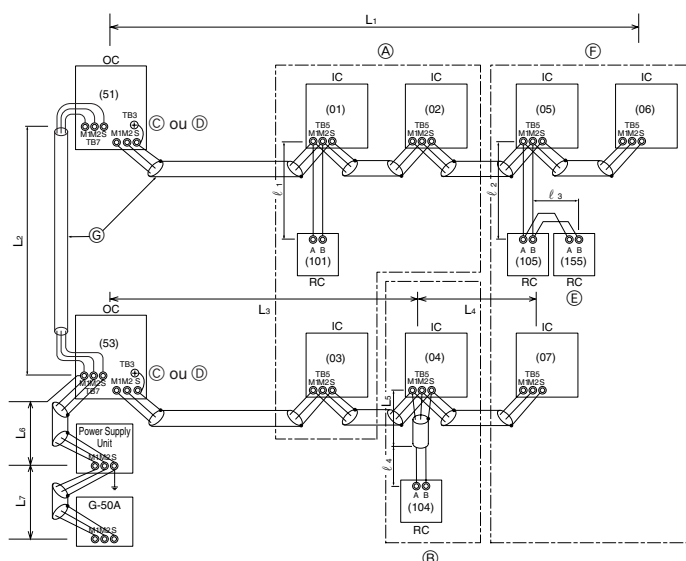 L1
A
F
OC
IC
IC
IC
IC
(51)
(01)
(02)
(05)
(06)
TB3
C ou D
M1M2S
M1M2 S
TB7
TB5
M1M2S
TB5
M1M2S
TB5
M1M2S
TB5
M1M2S
ℓ1
ℓ2
ℓ3
L2
G
A B
(101)
RC
A B
(105)
RC
A B
(155)
RC
E
OC
L3
L4
IC
IC
IC
(53)
(03)
(04)
(07)
TB3
C ou D
M1M2S
M1M2 S
TB7
TB5
M1M2S
TB5
M1M2S
TB5
M1M2S
L5
L6
Power Supply
Unit
M1M2S
ℓ4
A B
(104)
RC
L7
G-50A
M1M2S
B